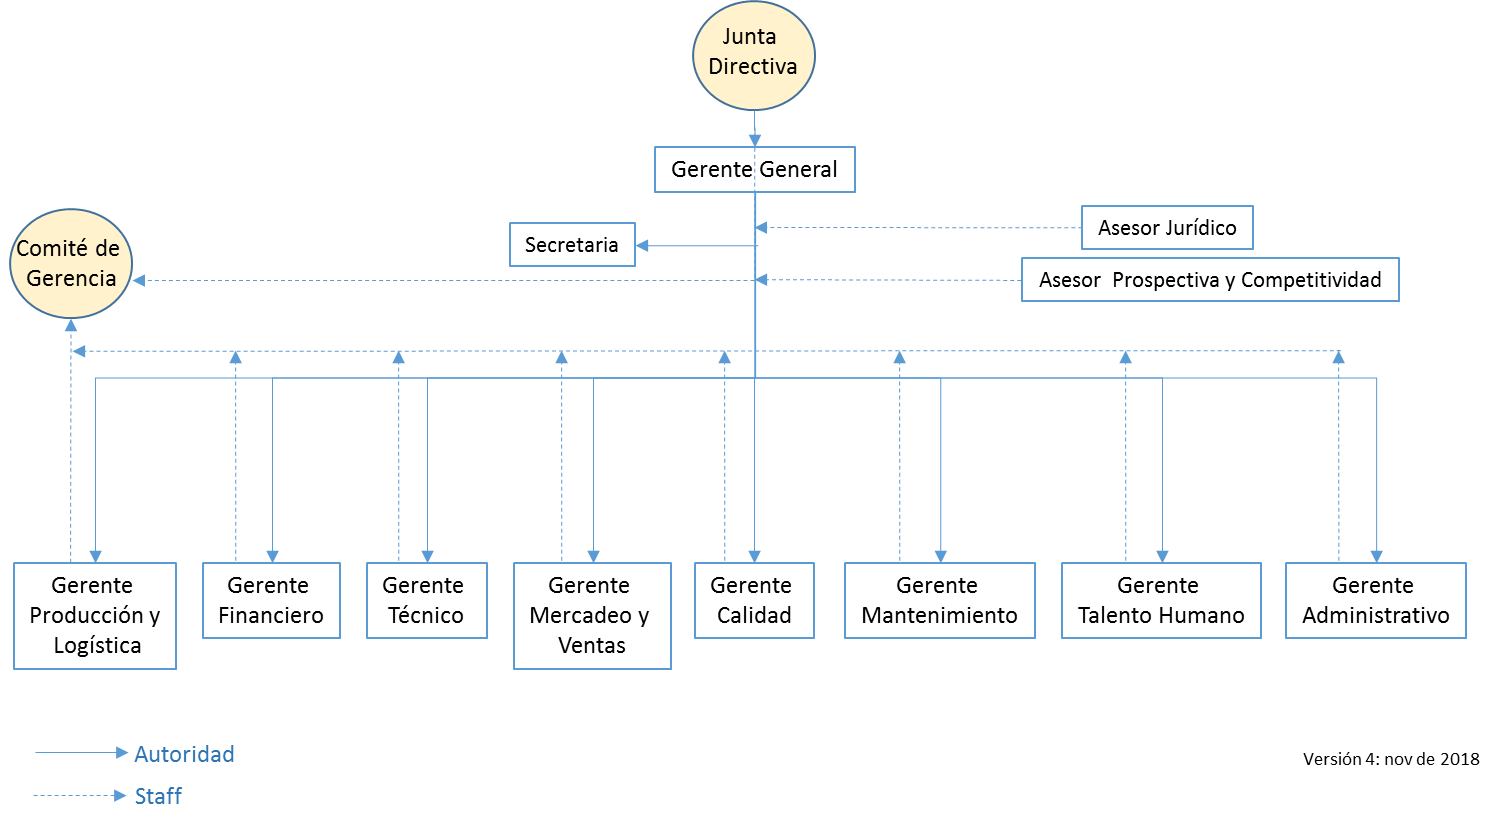 Junta
Directiva
Gerente General
Asesor Jurídico
Secretaria
Comité de
Gerencia
Asesor  Prospectiva y Competitividad
Gerente
Producción y
Logística
Gerente
Financiero
Gerente
Técnico
Gerente
Mercadeo y
Ventas
Gerente
Calidad
Gerente
Mantenimiento
Gerente
Talento Humano
Gerente
Administrativo
Autoridad
Staff
Versión 4: nov de 2018